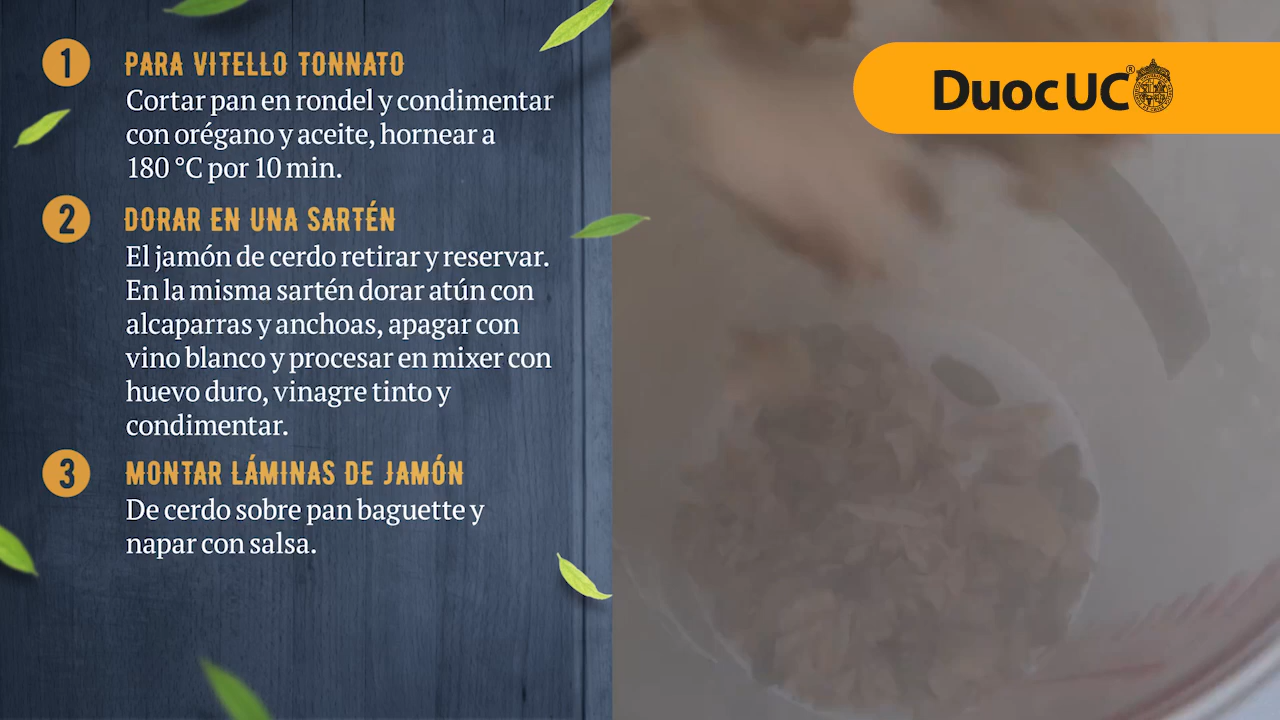 1 PARA VITELLO TONNATO
Cortar pan en rondel y condimentar
con orégano y aceite, hornear a
180 °C por 10 min.
2 DORAR EN UNA SARTÉN
El jamón de cerdo retirar y reservar.
En la misma sartén dorar atún con
alcaparras y anchoas, apagar con
vino blanco y procesar en mixer con
huevo duro, vinagre tinto y
condimentar.
3 MONTAR LÁMINAS DE JAMÓN
De cerdo sobre pan baguette y
napar con salsa.
Duoc UC®